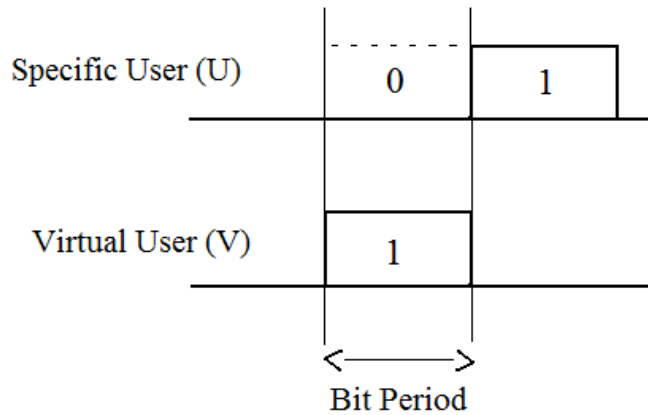 Specific User (U)
0
1
Virtual User (V)
1
Bit Period